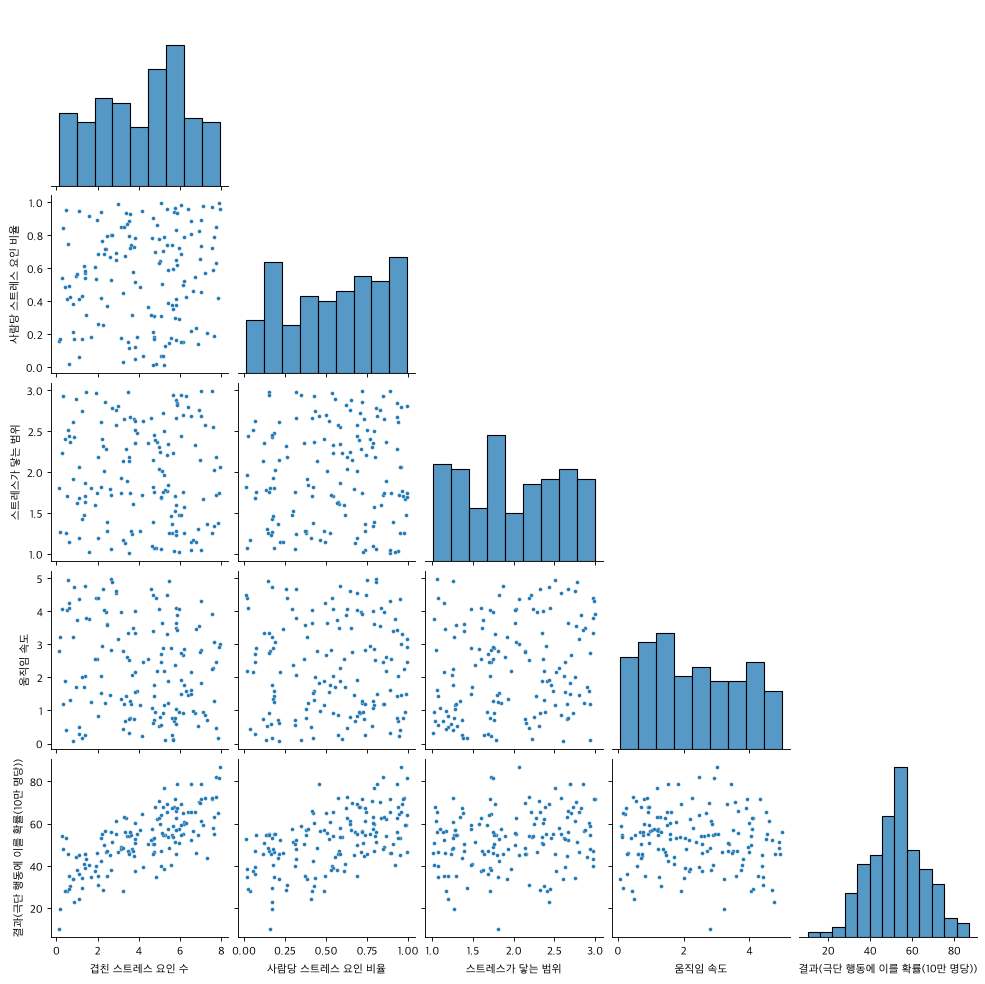 1.0
0.8
0.6
0.4
0.2
0.0
사람당 스트레스 요인 비율
3.0
2.5
2.0
1.5
1.0
스트레스가 닿는 범위
5
4
3
2
1
0
움직임 속도
80
60
40
20
결과(극단 행동에 이를 확률(10만 명당))
0 2 4 6 8
겹친 스트레스 요인 수
0.00 0.25 0.50 0.75 1.00
사람당 스트레스 요인 비율
1.0 1.5 2.0 2.5 3.0
스트레스가 닿는 범위
0 2 4
움직임 속도
20 40 60 80
결과(극단 행동에 이를 확률(10만 명당))